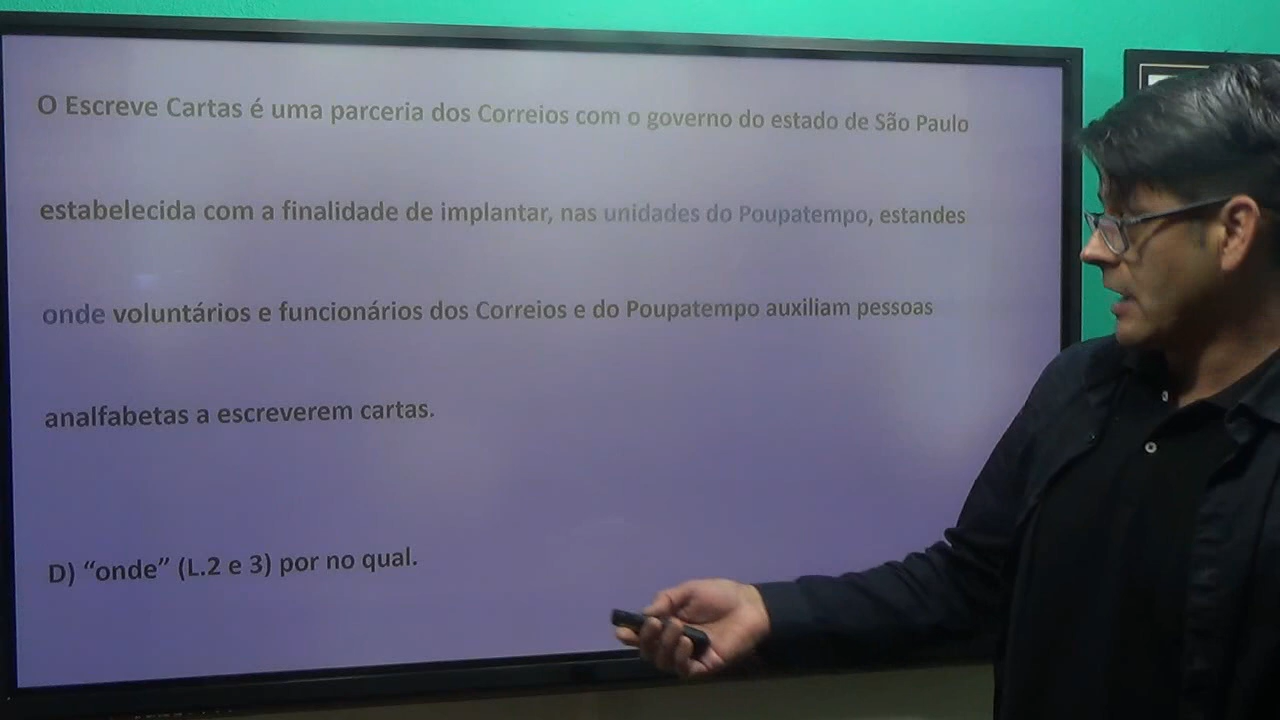 O Escreve Cartas é uma parceria dos Correios com o governo do estado de São Paulo
estabelecida com a finalidade de implantar, nas unidades do Poupatempo, estandes
onde voluntários e funcionários dos Correios e do Poupatempo auxiliam pessoas
analfabetas a escreverem cartas.
D) “onde” (L.2 e 3) por no qual.